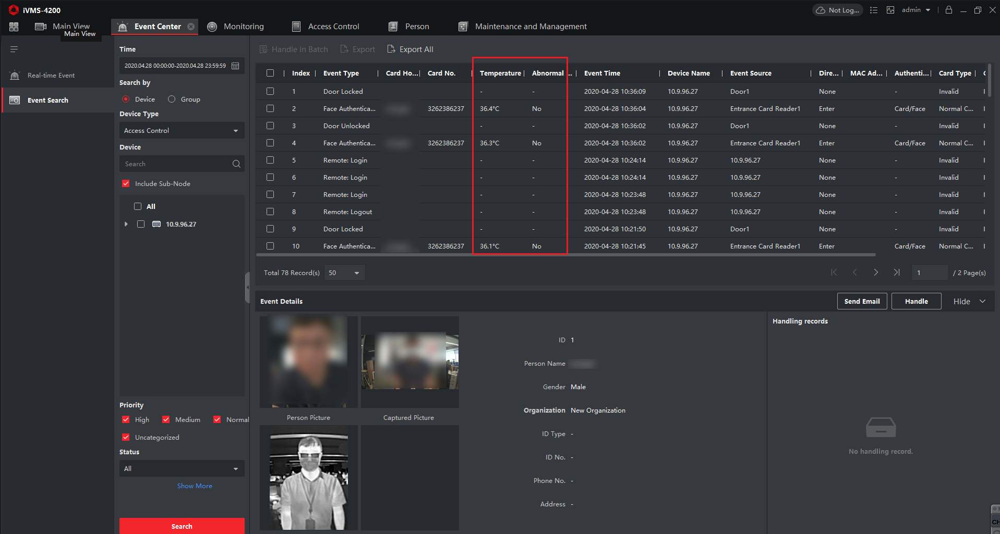 iVMS-4200
Not Log...
admin
Main View
Event Center
Monitoring
Access Control
Person
Maintenance and Management
Main View
Real-time Event
Event Search
Time
2020.04.28 00:00:00-2020.04.28 23:59:59
Search by
Device Group
Device Type
Access Control
Device
Search
Include Sub-Node
All
10.9.96.27
Priority
High Medium Normal
Uncategorized
Status
All
Show More
Search
Handle in Batch Export Export All
Index Event Type Card Ho... Card No. Temperature Abnormal ... Event Time Device Name Event Source Dire... MAC Ad... Authenti... Card Type
1 Door Locked - - 2020-04-28 10:36:09 10.9.96.27 Door1 None - Invalid
2 Face Authentica... 3262386237 36.4°C No 2020-04-28 10:36:04 10.9.96.27 Entrance Card Reader1 Enter Card/Face Normal C...
3 Door Unlocked - - 2020-04-28 10:36:02 10.9.96.27 Door1 None - Invalid
4 Face Authentica... 3262386237 36.3°C No 2020-04-28 10:36:02 10.9.96.27 Entrance Card Reader1 Enter Card/Face Normal C...
5 Remote: Login - - 2020-04-28 10:24:14 10.9.96.27 10.9.96.27 None - Invalid
6 Remote: Login - - 2020-04-28 10:24:14 10.9.96.27 10.9.96.27 None - Invalid
7 Remote: Login - - 2020-04-28 10:23:48 10.9.96.27 10.9.96.27 None - Invalid
8 Remote: Logout - - 2020-04-28 10:23:48 10.9.96.27 10.9.96.27 None - Invalid
9 Door Locked - - 2020-04-28 10:21:50 10.9.96.27 Door1 None - Invalid
10 Face Authentica... 3262386237 36.1°C No 2020-04-28 10:21:45 10.9.96.27 Entrance Card Reader1 Enter Card/Face Normal C...
Total 78 Record(s) 50 1 / 2 Page(s)
Event Details Send Email Handle Hide
Person Picture
Captured Picture
ID 1
Person Name
Gender Male
Organization New Organization
ID Type -
ID No. -
Phone No. -
Address -
Handling records
No handling record.
CH